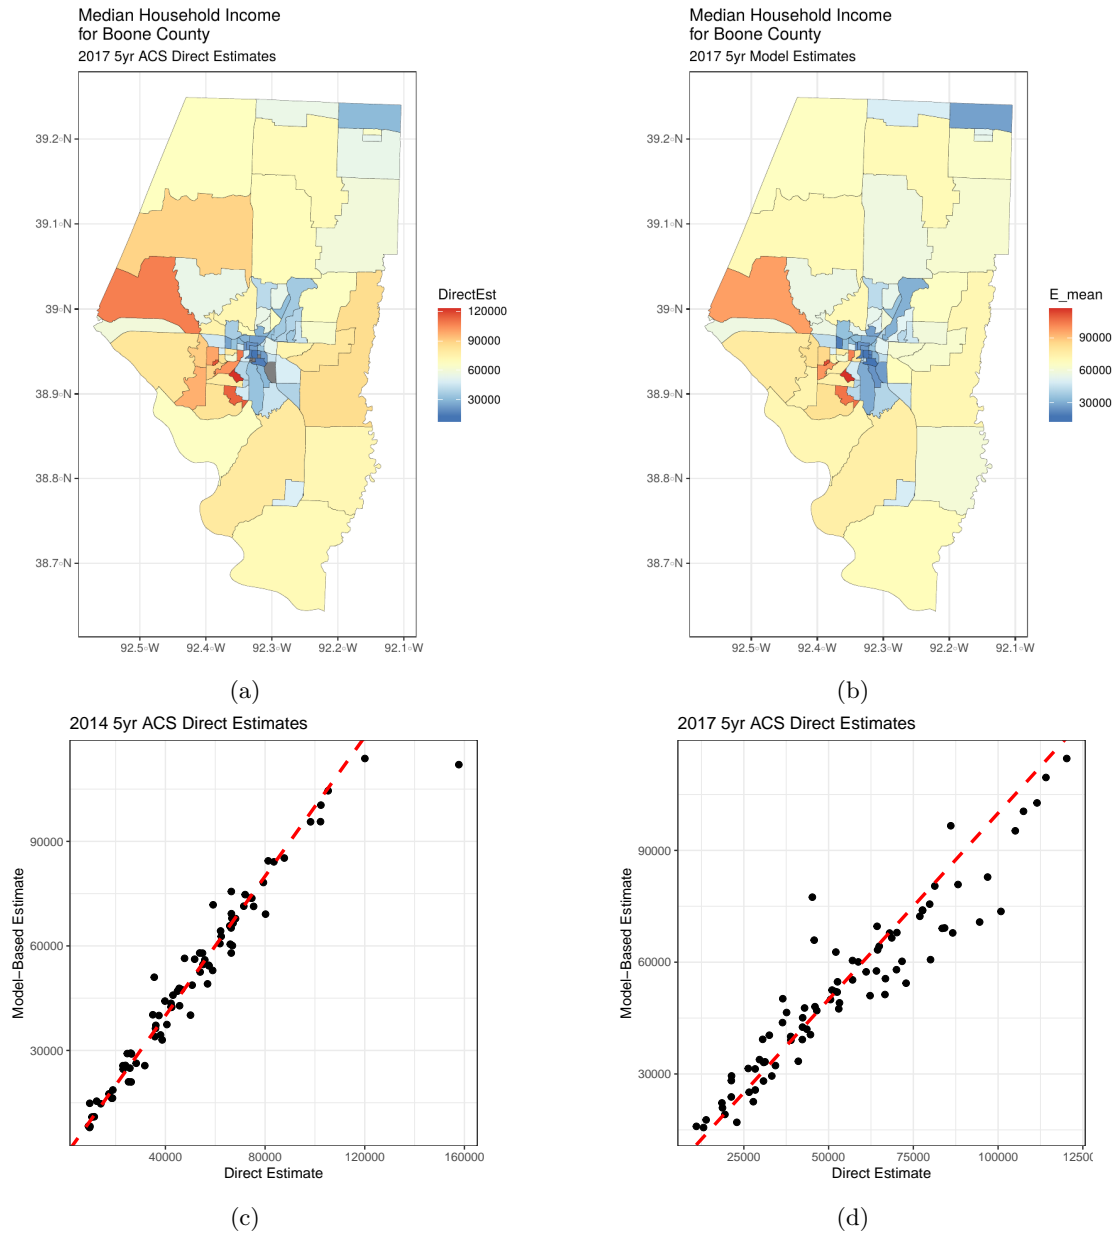 Median Household Income
for Boone County
2017 5yr ACS Direct Estimates
39.2°N
39.1°N
39°N
38.9°N
38.8°N
38.7°N
92.5°W 92.4°W 92.3°W 92.2°W 92.1°W
DirectEst
120000
90000
60000
30000
(a)
Median Household Income
for Boone County
2017 5yr Model Estimates
39.2°N
39.1°N
39°N
38.9°N
38.8°N
38.7°N
92.5°W 92.4°W 92.3°W 92.2°W 92.1°W
E_mean
90000
60000
30000
(b)
2014 5yr ACS Direct Estimates
Model−Based Estimate
90000
60000
30000
40000 80000 120000 160000
Direct Estimate
(c)
2017 5yr ACS Direct Estimates
Model−Based Estimate
90000
60000
30000
25000 50000 75000 100000 12500
Direct Estimate
(d)